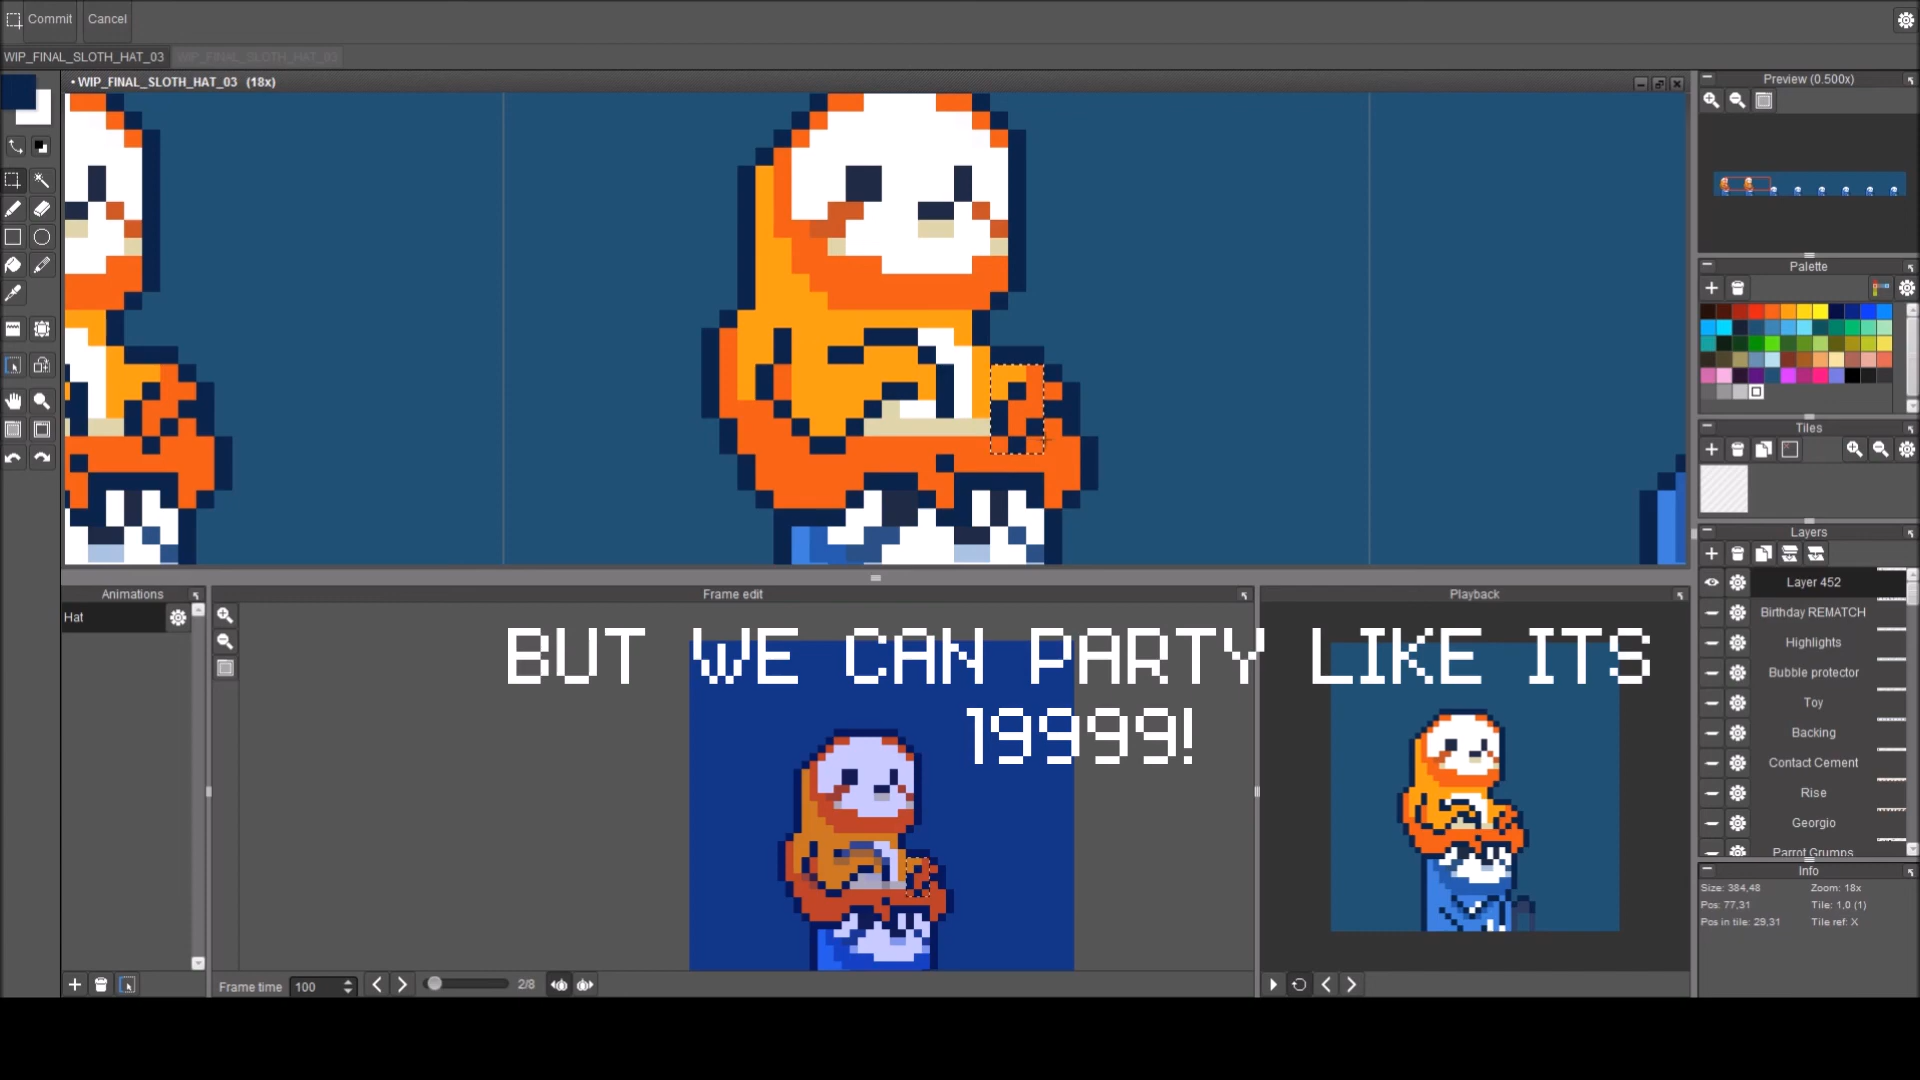 Commit
Cancel
WIP_FINAL_SLOTH_HAT_03
WIP_FINAL_SLOTH_HAT_03
• WIP_FINAL_SLOTH_HAT_03 (18x)
Preview (0.500x)
Palette
Tiles
Layers
Layer 452
Birthday REMATCH
Highlights
Bubble protector
Toy
Backing
Contact Cement
Rise
Georgio
Parrot Grumps
Info
Size: 384,48
Zoom: 18x
Pos: 77,31
Tile: 1,0 (1)
Pos in tile: 29,31
Tile ref: X
Animations
Hat
Frame edit
Playback
BUT WE CAN PARTY LIKE ITS
19999!
Frame time
100
2/8